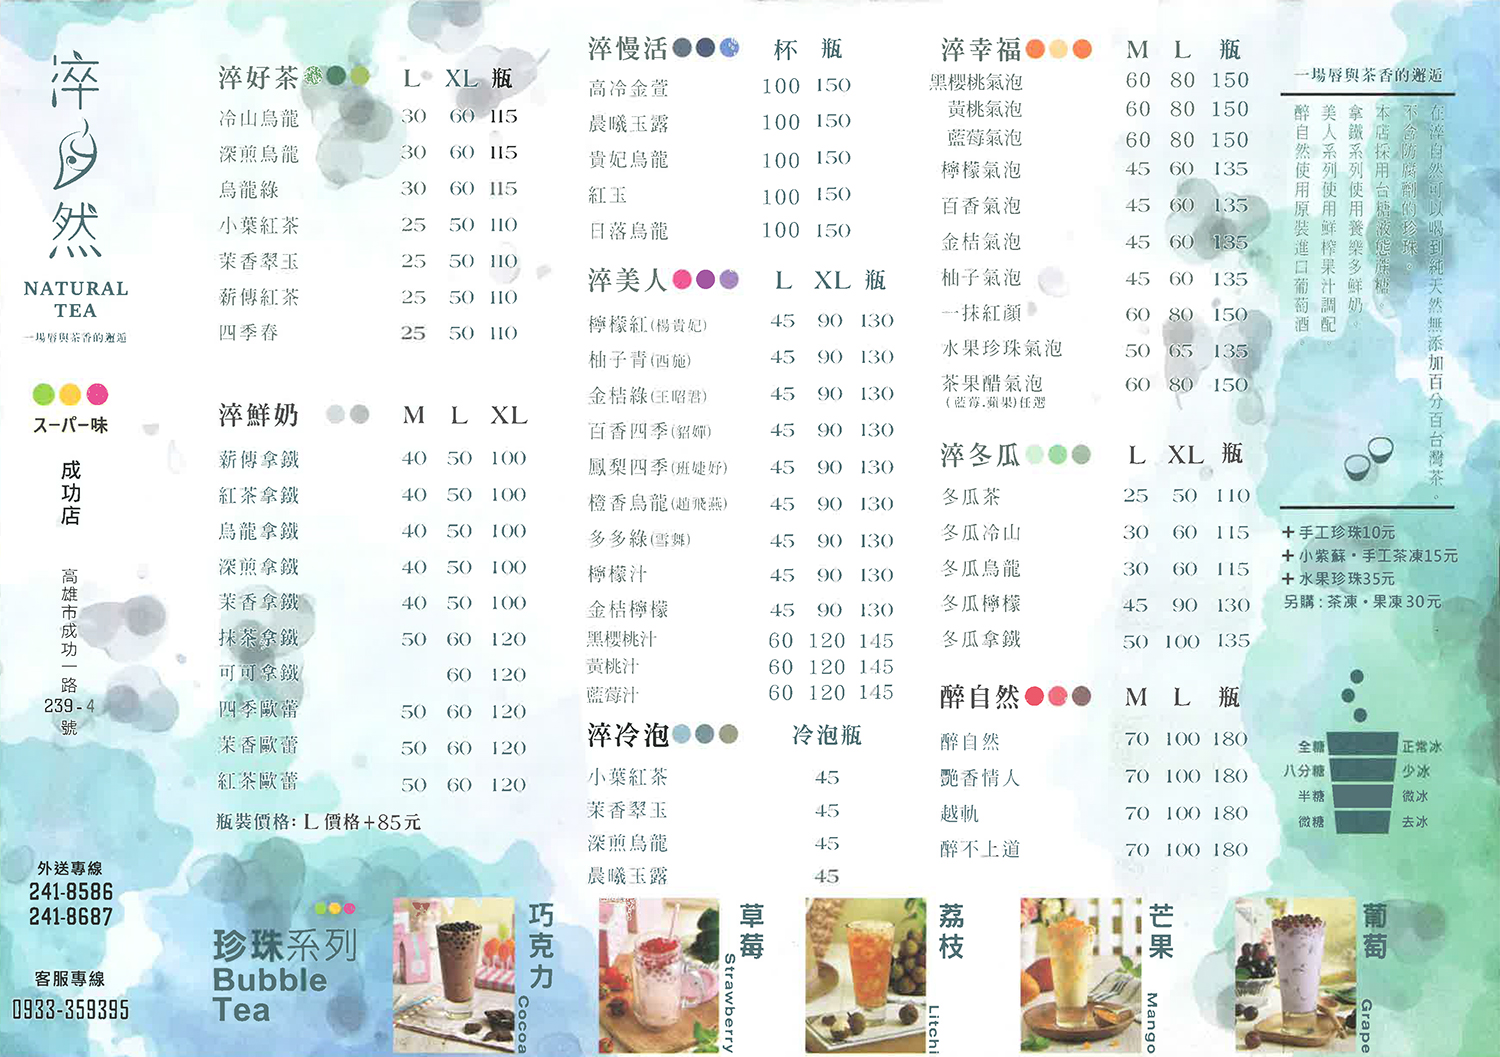 淬自然
NATURAL
TEA
一場唇與茶香的邂逅
スーパー味
成功店
高雄市成功一路
239-4
號
外送專線
241-8586
241-8687
客服專線
0933-359395
淬好茶 L XL 瓶
冷山烏龍 30 60 115
深煎烏龍 30 60 115
烏龍綠 30 60 115
小葉紅茶 25 50 110
茉香翠玉 25 50 110
薪傳紅茶 25 50 110
四季春 25 50 110
淬鮮奶 M L XL
薪傳拿鐵 40 50 100
紅茶拿鐵 40 50 100
烏龍拿鐵 40 50 100
深煎拿鐵 40 50 100
茉香拿鐵 40 50 100
抹茶拿鐵 50 60 120
可可拿鐵 60 120
四季歐蕾 50 60 120
茉香歐蕾 50 60 120
紅茶歐蕾 50 60 120
瓶裝價格: L 價格+85元
淬慢活 杯 瓶
高冷金萱 100 150
晨曦玉露 100 150
貴妃烏龍 100 150
紅玉 100 150
日落烏龍 100 150
淬美人 L XL 瓶
檸檬紅(楊貴妃) 45 90 130
柚子青(西施) 45 90 130
金桔綠(王昭君) 45 90 130
百香四季(貂嬋) 45 90 130
鳳梨四季(班婕妤) 45 90 130
橙香烏龍(趙飛燕) 45 90 130
多多綠(雪舞) 45 90 130
檸檬汁 45 90 130
金桔檸檬 45 90 130
黑櫻桃汁 60 120 145
黃桃汁 60 120 145
藍莓汁 60 120 145
淬冷泡 冷泡瓶
小葉紅茶 45
茉香翠玉 45
深煎烏龍 45
晨曦玉露 45
淬幸福 M L 瓶
黑櫻桃氣泡 60 80 150
黃桃氣泡 60 80 150
藍莓氣泡 60 80 150
檸檬氣泡 45 60 135
百香氣泡 45 60 135
金桔氣泡 45 60 135
柚子氣泡 45 60 135
一抹紅顏 60 80 150
水果珍珠氣泡 50 65 135
茶果醋氣泡 60 80 150
(藍莓.蘋果)任選
淬冬瓜 L XL 瓶
冬瓜茶 25 50 110
冬瓜冷山 30 60 115
冬瓜烏龍 30 60 115
冬瓜檸檬 45 90 130
冬瓜拿鐵 50 100 135
醉自然 M L 瓶
醉自然 70 100 180
艷香情人 70 100 180
越軌 70 100 180
醉不上道 70 100 180
一場唇與茶香的邂逅
在淬自然可以喝到純天然無添加百分百台灣茶。
不含防腐劑的珍珠。
本店採用台糖液態蔗糖。
拿鐵系列使用養樂多鮮奶。
美人系列使用鮮榨果汁調配。
醉自然使用原裝進口葡萄酒。
+手工珍珠10元
+小紫蘇・手工茶凍15元
+水果珍珠35元
另購:茶凍・果凍30元
全糖 正常冰
八分糖 少冰
半糖 微冰
微糖 去冰
珍珠系列
Bubble
Tea
巧克力
Cocoa
草莓
Strawberry
荔枝
Litchi
芒果
Mango
葡萄
Grape